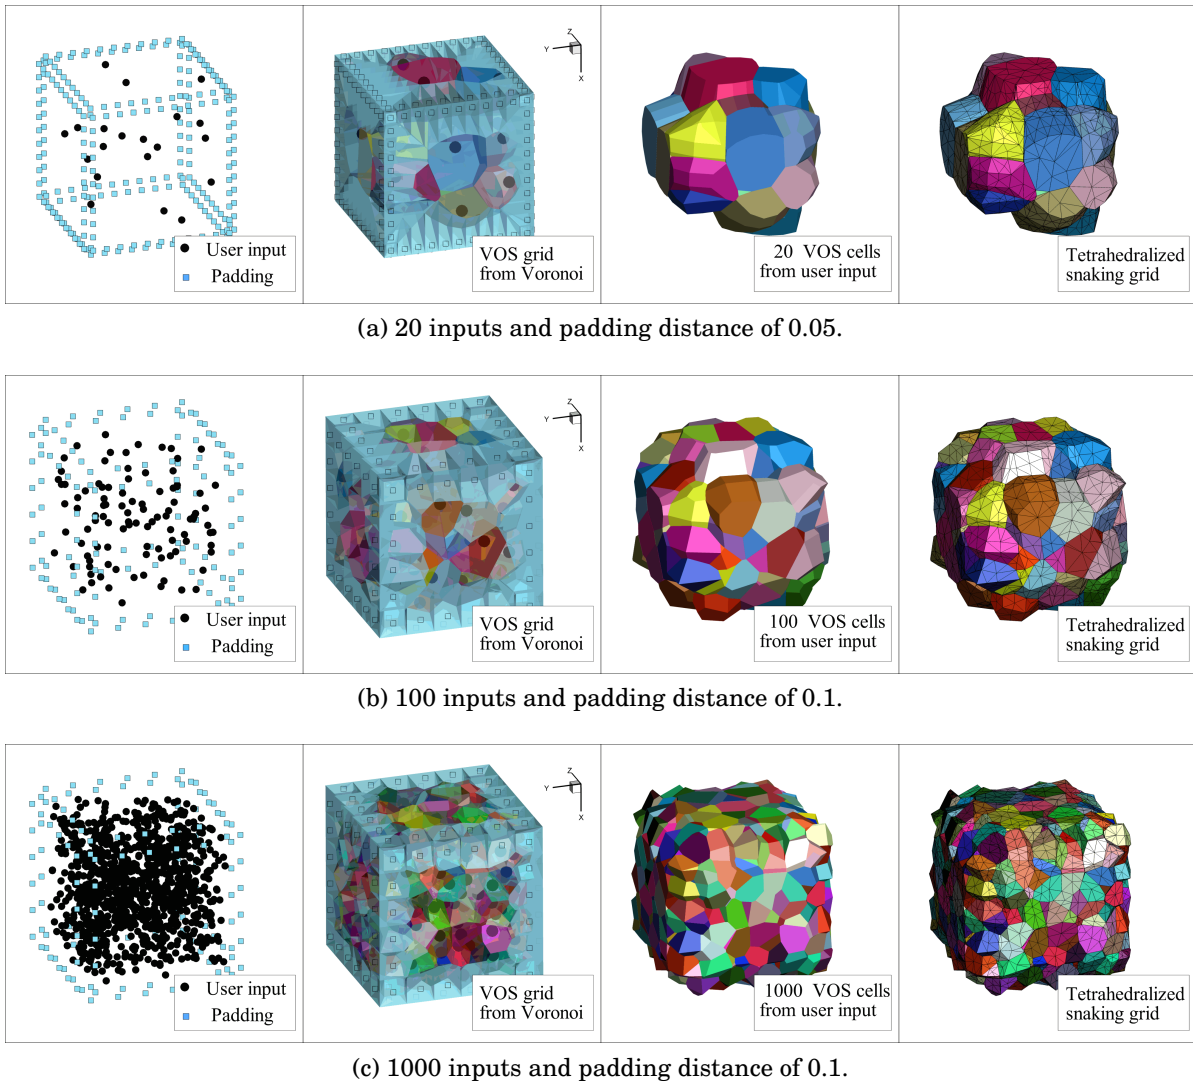 Z
Y
X
User input
Padding
VOS grid
from Voronoi
20 VOS cells
from user input
Tetrahedralized
snaking grid
(a) 20 inputs and padding distance of 0.05.
Z
Y
X
User input
Padding
VOS grid
from Voronoi
100 VOS cells
from user input
Tetrahedralized
snaking grid
(b) 100 inputs and padding distance of 0.1.
Z
Y
X
User input
Padding
VOS grid
from Voronoi
1000 VOS cells
from user input
Tetrahedralized
snaking grid
(c) 1000 inputs and padding distance of 0.1.